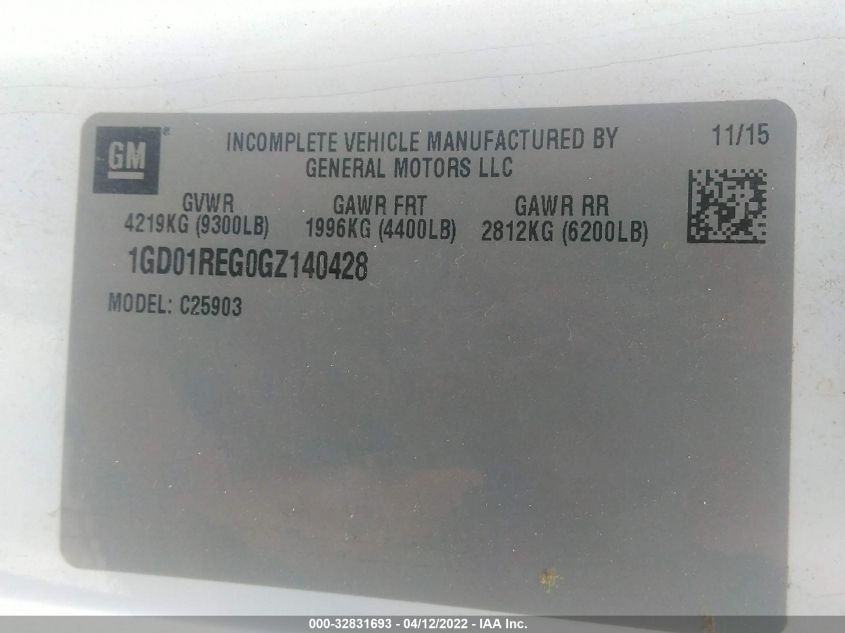 GM ®
INCOMPLETE VEHICLE MANUFACTURED BY
GENERAL MOTORS LLC
11/15
GVWR GAWR FRT GAWR RR
4219KG (9300LB) 1996KG (4400LB) 2812KG (6200LB)
1GD01REG0GZ140428
MODEL: C25903
000-32831693 - 04/12/2022 - IAA Inc.